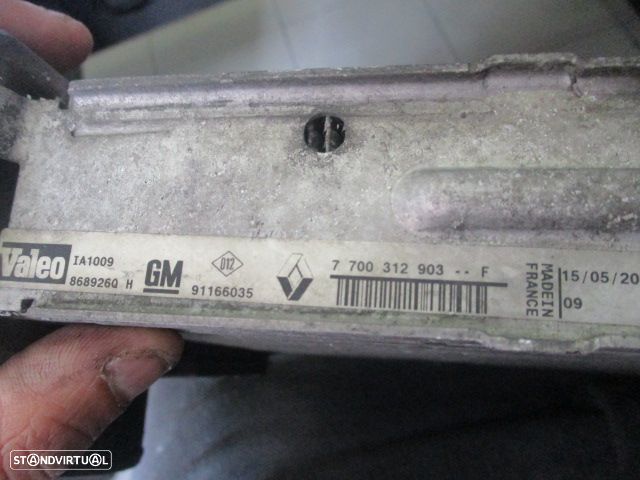 Valeo
IA1009
868926Q H
GM
91166035
012
7 700 312 903 -- F
MADE IN
FRANCE
15/05/20
09
STANDVIRTUAL